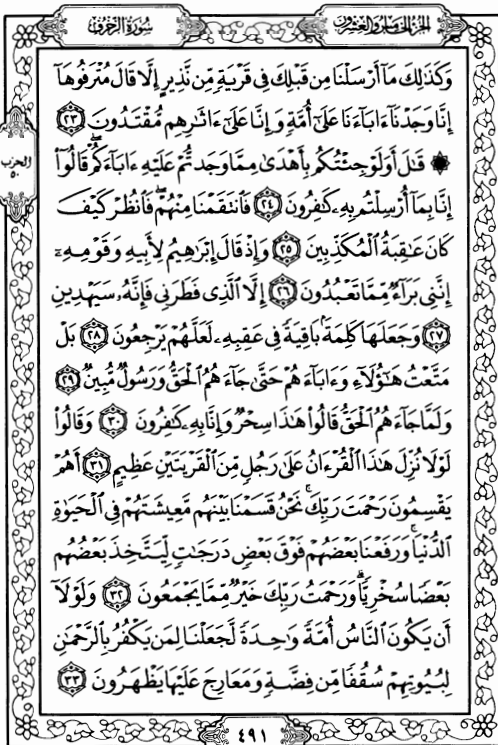 سورة الزخرف
الجزء الخامس والعشرون
وَكَذَٰلِكَ مَآ أَرْسَلْنَا مِن قَبْلِكَ فِى قَرْيَةٍ مِّن نَّذِيرٍ إِلَّا قَالَ مُتْرَفُوهَآ
إِنَّا وَجَدْنَآ ءَابَآءَنَا عَلَىٰٓ أُمَّةٍ وَإِنَّا عَلَىٰٓ ءَاثَٰرِهِم مُّقْتَدُونَ ٢٣
۞ قَٰلَ أَوَلَوْ جِئْتُكُم بِأَهْدَىٰ مِمَّا وَجَدتُّمْ عَلَيْهِ ءَابَآءَكُمْ ۖ قَالُوٓا۟
إِنَّا بِمَآ أُرْسِلْتُم بِهِۦ كَٰفِرُونَ ٢٤ فَٱنتَقَمْنَا مِنْهُمْ ۖ فَٱنظُرْ كَيْفَ
كَانَ عَٰقِبَةُ ٱلْمُكَذِّبِينَ ٢٥ وَإِذْ قَالَ إِبْرَٰهِيمُ لِأَبِيهِ وَقَوْمِهِۦٓ
إِنَّنِى بَرَآءٌ مِّمَّا تَعْبُدُونَ ٢٦ إِلَّا ٱلَّذِى فَطَرَنِى فَإِنَّهُۥ سَيَهْدِينِ
٢٧ وَجَعَلَهَا كَلِمَةًۢ بَاقِيَةً فِى عَقِبِهِۦ لَعَلَّهُمْ يَرْجِعُونَ ٢٨ بَلْ
مَتَّعْتُ هَٰٓؤُلَآءِ وَءَابَآءَهُمْ حَتَّىٰ جَآءَهُمُ ٱلْحَقُّ وَرَسُولٌ مُّبِينٌ ٢٩
وَلَمَّا جَآءَهُمُ ٱلْحَقُّ قَالُوا۟ هَٰذَا سِحْرٌ وَإِنَّا بِهِۦ كَٰفِرُونَ ٣٠ وَقَالُوا۟
لَوْلَا نُزِّلَ هَٰذَا ٱلْقُرْءَانُ عَلَىٰ رَجُلٍ مِّنَ ٱلْقَرْيَتَيْنِ عَظِيمٍ ٣١ أَهُمْ
يَقْسِمُونَ رَحْمَتَ رَبِّكَ ۚ نَحْنُ قَسَمْنَا بَيْنَهُم مَّعِيشَتَهُمْ فِى ٱلْحَيَوٰةِ
ٱلدُّنْيَا ۚ وَرَفَعْنَا بَعْضَهُمْ فَوْقَ بَعْضٍ دَرَجَٰتٍ لِّيَتَّخِذَ بَعْضُهُم
بَعْضًا سُخْرِيًّا ۗ وَرَحْمَتُ رَبِّكَ خَيْرٌ مِّمَّا يَجْمَعُونَ ٣٢ وَلَوْلَآ
أَن يَكُونَ ٱلنَّاسُ أُمَّةً وَٰحِدَةً لَّجَعَلْنَا لِمَن يَكْفُرُ بِٱلرَّحْمَٰنِ
لِبُيُوتِهِمْ سُقُفًا مِّن فِضَّةٍ وَمَعَارِجَ عَلَيْهَا يَظْهَرُونَ ٣٣
الحزب
٥٠
٤٩١